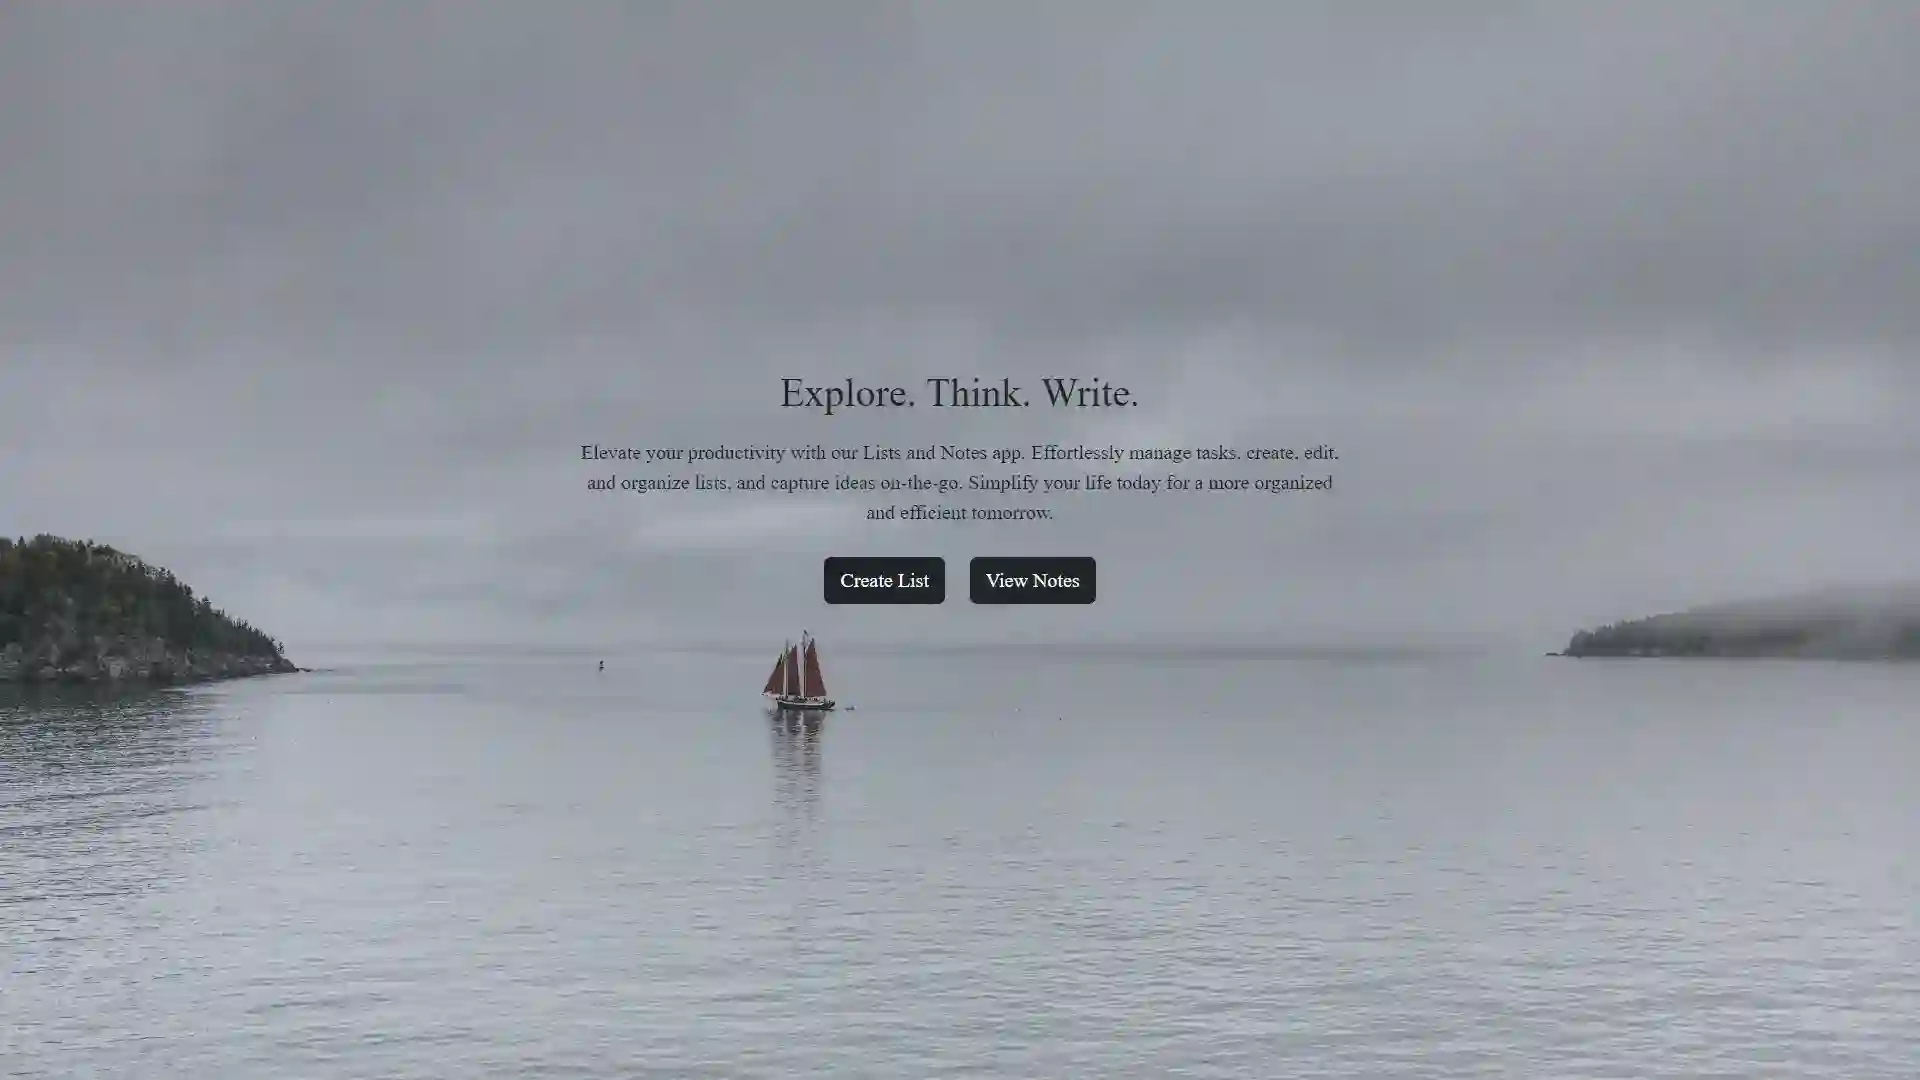 Explore. Think. Write.
Elevate your productivity with our Lists and Notes app. Effortlessly manage tasks, create, edit,
and organize lists, and capture ideas on-the-go. Simplify your life today for a more organized
and efficient tomorrow.
Create List
View Notes